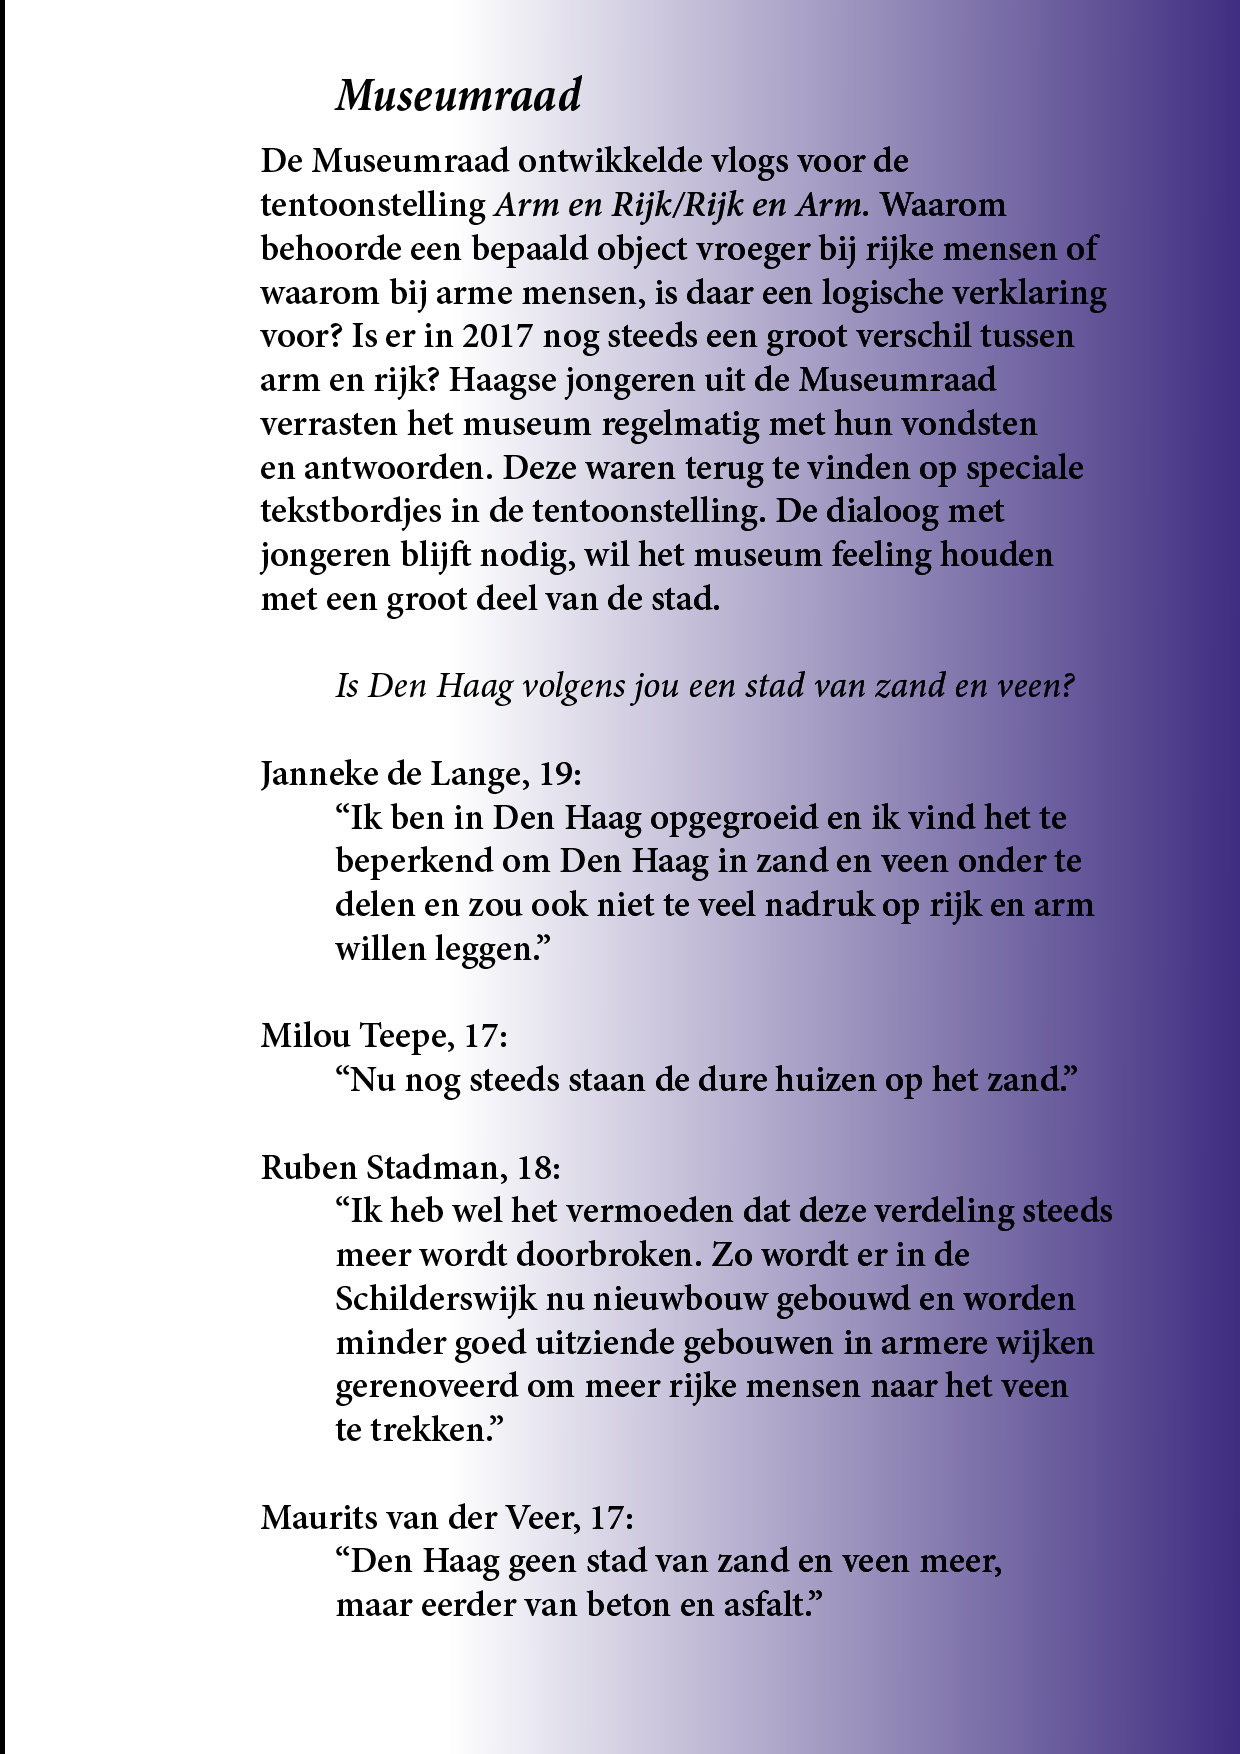 Museumraad
De Museumraad ontwikkelde vlogs voor de
tentoonstelling Arm en Rijk/Rijk en Arm. Waarom
behoorde een bepaald object vroeger bij rijke mensen of
waarom bij arme mensen, is daar een logische verklaring
voor? Is er in 2017 nog steeds een groot verschil tussen
arm en rijk? Haagse jongeren uit de Museumraad
verrasten het museum regelmatig met hun vondsten
en antwoorden. Deze waren terug te vinden op speciale
tekstbordjes in de tentoonstelling. De dialoog met
jongeren blijft nodig, wil het museum feeling houden
met een groot deel van de stad.
Is Den Haag volgens jou een stad van zand en veen?
Janneke de Lange, 19:
“Ik ben in Den Haag opgegroeid en ik vind het te
beperkend om Den Haag in zand en veen onder te
delen en zou ook niet te veel nadruk op rijk en arm
willen leggen.”
Milou Teepe, 17:
“Nu nog steeds staan de dure huizen op het zand.”
Ruben Stadman, 18:
“Ik heb wel het vermoeden dat deze verdeling steeds
meer wordt doorbroken. Zo wordt er in de
Schilderswijk nu nieuwbouw gebouwd en worden
minder goed uitziende gebouwen in armere wijken
gerenoveerd om meer rijke mensen naar het veen
te trekken.”
Maurits van der Veer, 17:
“Den Haag geen stad van zand en veen meer,
maar eerder van beton en asfalt.”